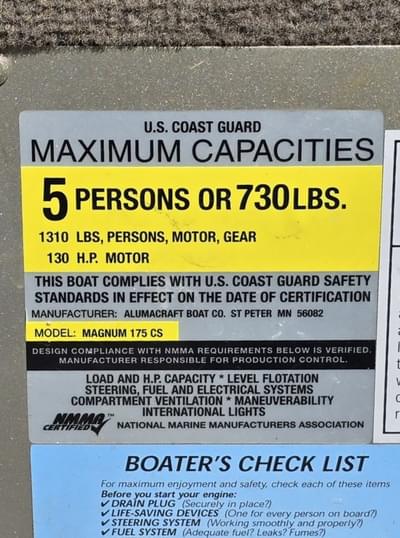 U.S. COAST GUARD
MAXIMUM CAPACITIES
5 PERSONS OR 730 LBS.
1310 LBS, PERSONS, MOTOR, GEAR
130 H.P. MOTOR
THIS BOAT COMPLIES WITH U.S. COAST GUARD SAFETY
STANDARDS IN EFFECT ON THE DATE OF CERTIFICATION
MANUFACTURER: ALUMACRAFT BOAT CO. ST PETER MN 56082
MODEL: MAGNUM 175 CS
DESIGN COMPLIANCE WITH NMMA REQUIREMENTS BELOW IS VERIFIED.
MANUFACTURER RESPONSIBLE FOR PRODUCTION CONTROL.
LOAD AND H.P. CAPACITY * LEVEL FLOTATION
STEERING, FUEL AND ELECTRICAL SYSTEMS
COMPARTMENT VENTILATION * MANEUVERABILITY
INTERNATIONAL LIGHTS
NMMA™
CERTIFIED
NATIONAL MARINE MANUFACTURERS ASSOCIATION
BOATER'S CHECK LIST
For maximum enjoyment and safety, check each of these items
Before you start your engine:
✓ DRAIN PLUG (Securely in place?)
✓ LIFE-SAVING DEVICES (One for every person on board?)
✓ STEERING SYSTEM (Working smoothly and properly?)
✓ FUEL SYSTEM (Adequate fuel? Leaks? Fumes?)